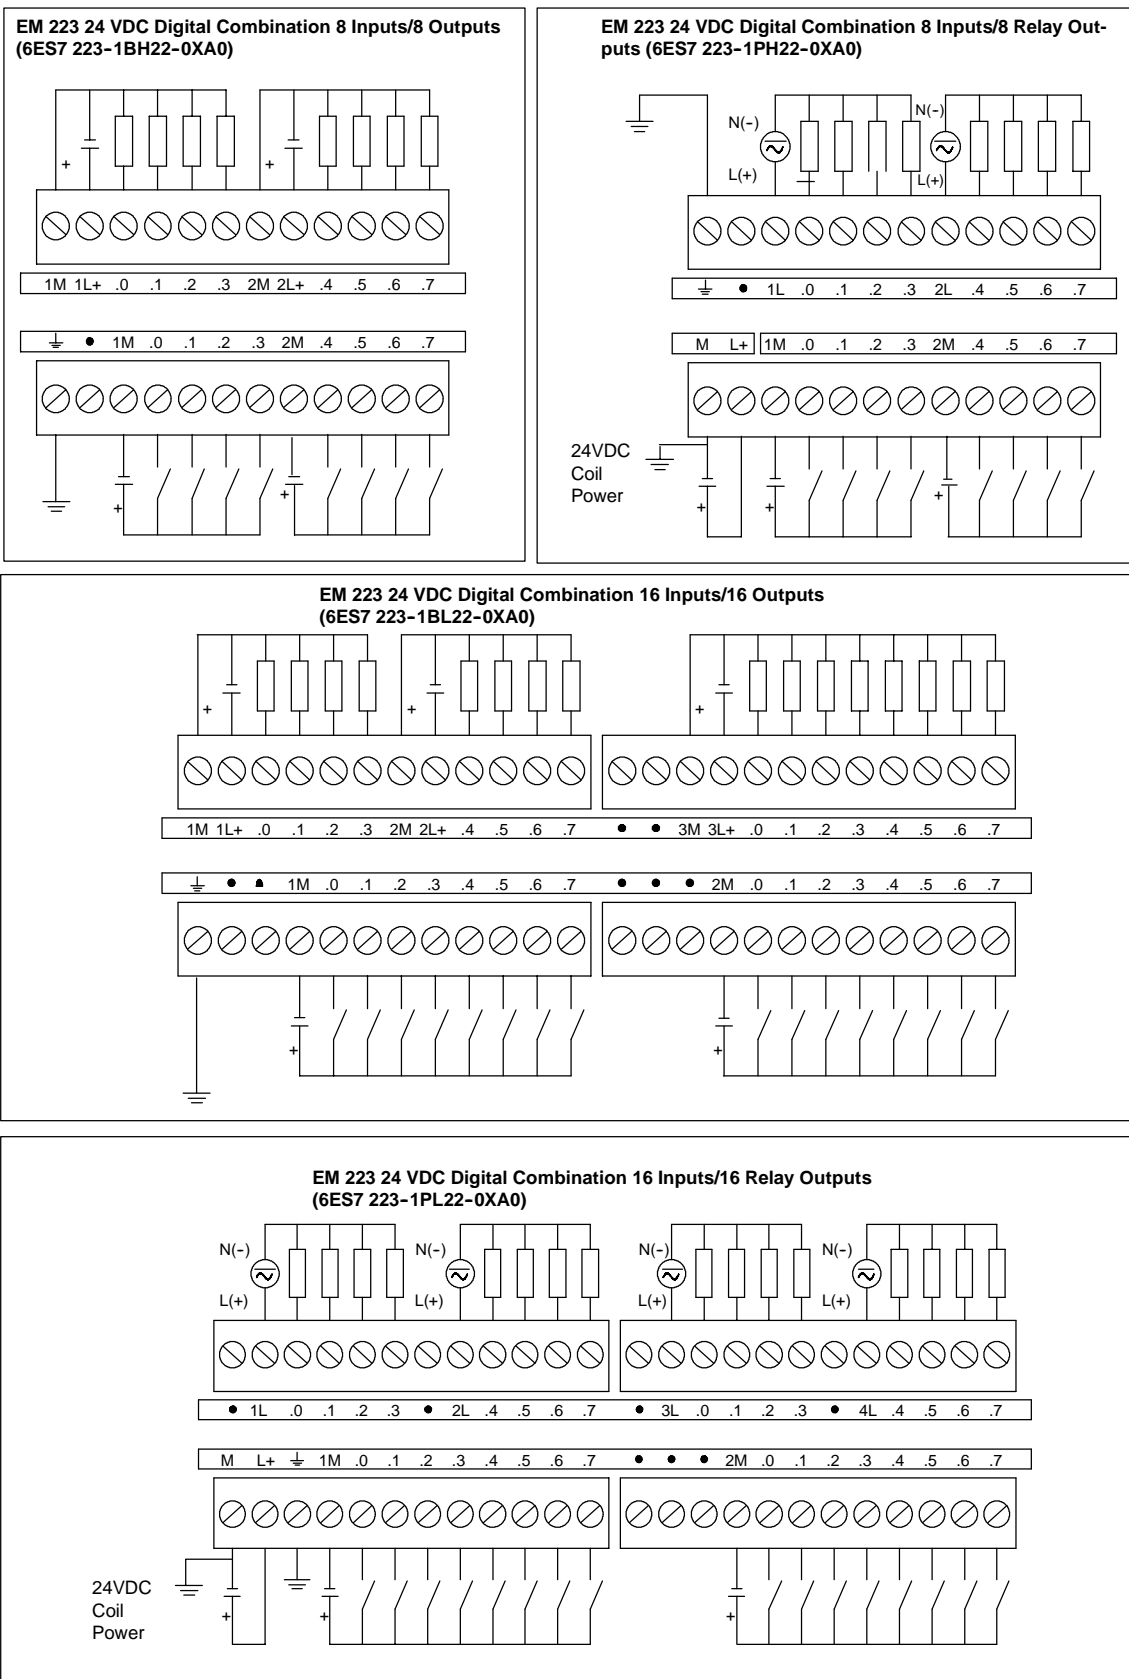 EM 223 24 VDC Digital Combination 8 Inputs/8 Outputs
(6ES7 223-1BH22-0XA0)
+ +
1M 1L+ .0 .1 .2 .3 2M 2L+ .4 .5 .6 .7
1M .0 .1 .2 .3 2M .4 .5 .6 .7
+ +
EM 223 24 VDC Digital Combination 8 Inputs/8 Relay Out-
puts (6ES7 223-1PH22-0XA0)
N(-) N(-)
L(+) L(+)
1L .0 .1 .2 .3 2L .4 .5 .6 .7
M L+ 1M .0 .1 .2 .3 2M .4 .5 .6 .7
24VDC
Coil
Power
+ + +
EM 223 24 VDC Digital Combination 16 Inputs/16 Outputs
(6ES7 223-1BL22-0XA0)
+ + +
1M 1L+ .0 .1 .2 .3 2M 2L+ .4 .5 .6 .7 3M 3L+ .0 .1 .2 .3 .4 .5 .6 .7
1M .0 .1 .2 .3 .4 .5 .6 .7 2M .0 .1 .2 .3 .4 .5 .6 .7
+ +
EM 223 24 VDC Digital Combination 16 Inputs/16 Relay Outputs
(6ES7 223-1PL22-0XA0)
N(-) N(-) N(-) N(-)
L(+) L(+) L(+) L(+)
1L .0 .1 .2 .3 2L .4 .5 .6 .7 3L .0 .1 .2 .3 4L .4 .5 .6 .7
M L+ 1M .0 .1 .2 .3 .4 .5 .6 .7 2M .0 .1 .2 .3 .4 .5 .6 .7
24VDC
Coil
Power
+ + +